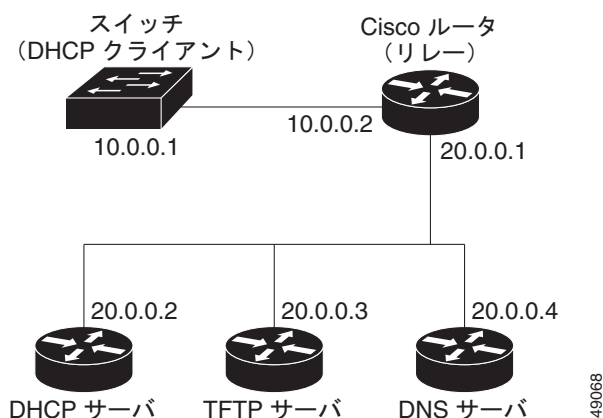 スイッチ
（DHCP クライアント）
Cisco ルータ
（リレー）
10.0.0.2
10.0.0.1
20.0.0.1
20.0.0.2
20.0.0.3
20.0.0.4
DHCP サーバ
TFTP サーバ
DNS サーバ
49068